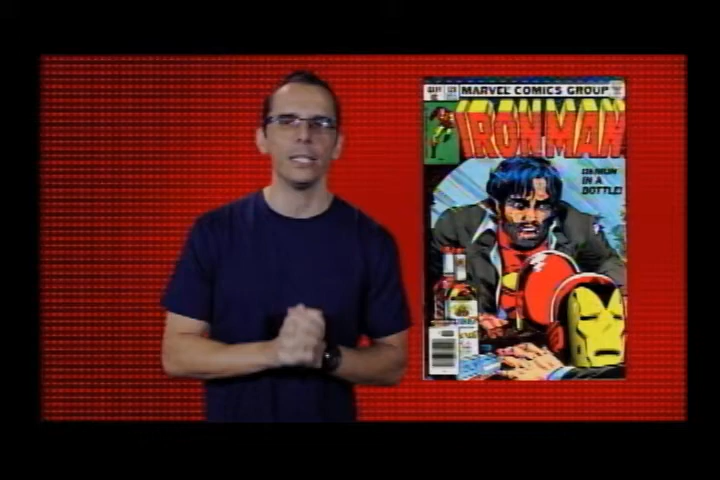 MARVEL COMICS GROUP
IRON MAN
DEMON
IN A
BOTTLE!